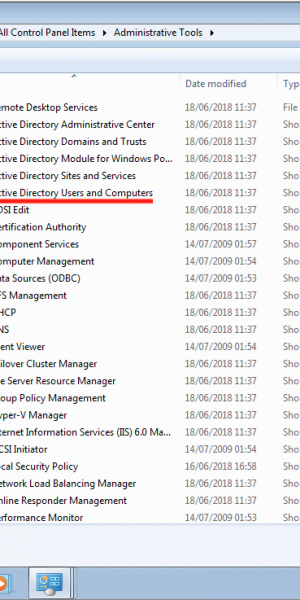 All Control Panel Items ▸ Administrative Tools ▸
Date modified Typ
emote Desktop Services 18/06/2018 11:37 File
ctive Directory Administrative Center 18/06/2018 11:37 Sho
ctive Directory Domains and Trusts 18/06/2018 11:37 Sho
ctive Directory Module for Windows Po... 18/06/2018 11:37 Sho
ctive Directory Sites and Services 18/06/2018 11:37 Sho
ctive Directory Users and Computers 18/06/2018 11:37 Sho
DSI Edit 18/06/2018 11:37 Sho
ertification Authority 18/06/2018 11:37 Sho
omponent Services 14/07/2009 01:57 Sho
omputer Management 14/07/2009 01:54 Sho
ata Sources (ODBC) 14/07/2009 01:53 Sho
FS Management 18/06/2018 11:37 Sho
HCP 18/06/2018 11:37 Sho
NS 18/06/2018 11:37 Sho
ent Viewer 14/07/2009 01:54 Sho
ilover Cluster Manager 18/06/2018 11:37 Sho
le Server Resource Manager 18/06/2018 11:37 Sho
oup Policy Management 18/06/2018 11:37 Sho
yper-V Manager 18/06/2018 11:37 Sho
ternet Information Services (IIS) 6.0 Ma... 18/06/2018 11:37 Sho
CSI Initiator 14/07/2009 01:54 Sho
cal Security Policy 16/06/2018 16:58 Sho
etwork Load Balancing Manager 18/06/2018 11:37 Sho
nline Responder Management 18/06/2018 11:37 Sho
erformance Monitor 14/07/2009 01:53 Sho